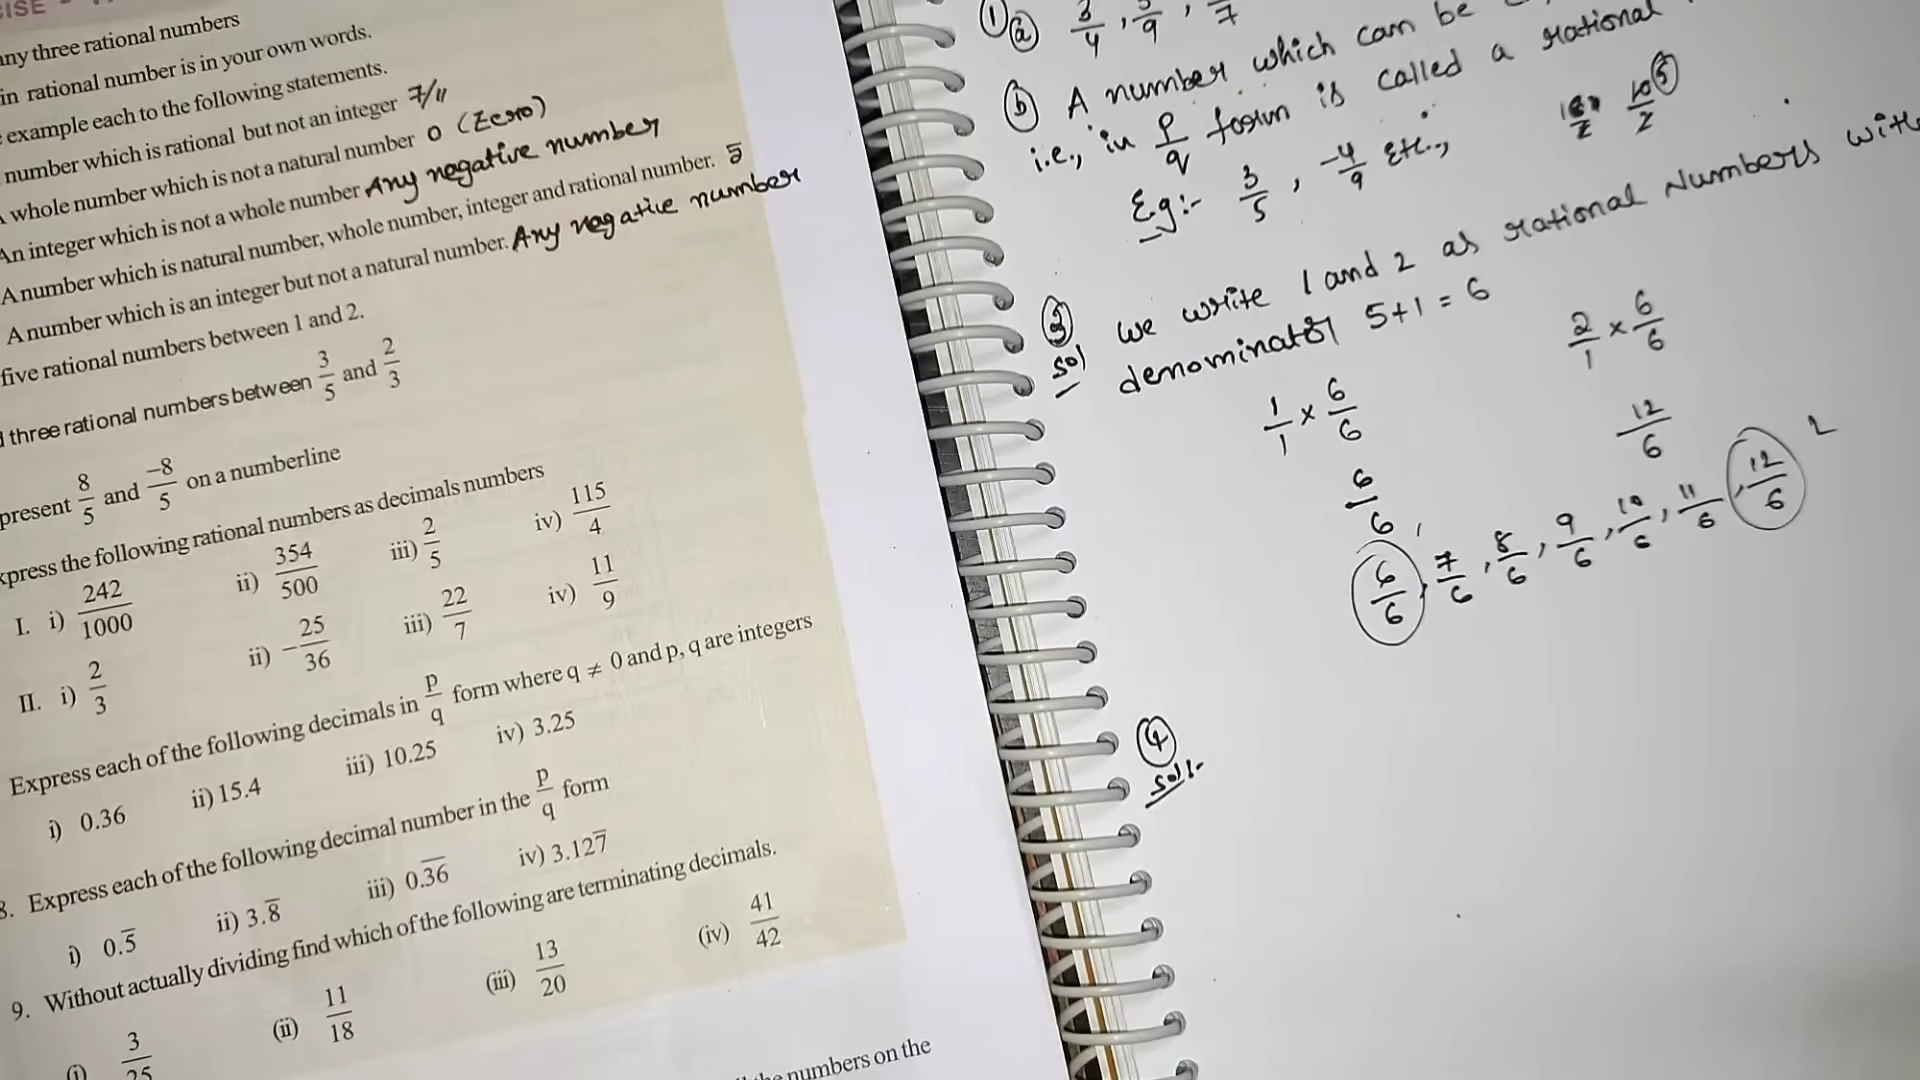 CISE
any three rational numbers
in rational number is in your own words.
example each to the following statements.
number which is rational but not an integer 7/11
whole number which is not a natural number 0 (Zero)
An integer which is not a whole number Any negative number
A number which is natural number, whole number, integer and rational number. 5
A number which is an integer but not a natural number. Any negative number
five rational numbers between 1 and 2.
three rational numbers between 3/5 and 2/3
present 8/5 and -8/5 on a numberline
xpress the following rational numbers as decimals numbers
I. i) 242/1000 ii) 354/500 iii) 2/5 iv) 115/4
II. i) 2/3 ii) -25/36 iii) 22/7 iv) 11/9
Express each of the following decimals in p/q form where q ≠ 0 and p, q are integers
i) 0.36 ii) 15.4 iii) 10.25 iv) 3.25
8. Express each of the following decimal number in the p/q form
i) 0.5̅ ii) 3.8̅ iii) 0.3̅6̅ iv) 3.127̅
9. Without actually dividing find which of the following are terminating decimals.
(i) 3/25 (ii) 11/18 (iii) 13/20 (iv) 41/42
numbers on the
① ⓐ 3/4, /9, /7
ⓑ A number which can be
i.e., in P/q form is called a rational
Eg:- 3/5, -4/9 Etc.,
10/2 ⑤
③ we write 1 and 2 as rational Numbers with
Sol denominator 5+1 = 6
1/1 × 6/6 2/1 × 6/6
6/6, 12/6
6/6, 7/6, 8/6, 9/6, 10/6, 11/6, 12/6 2
④
Sol:-